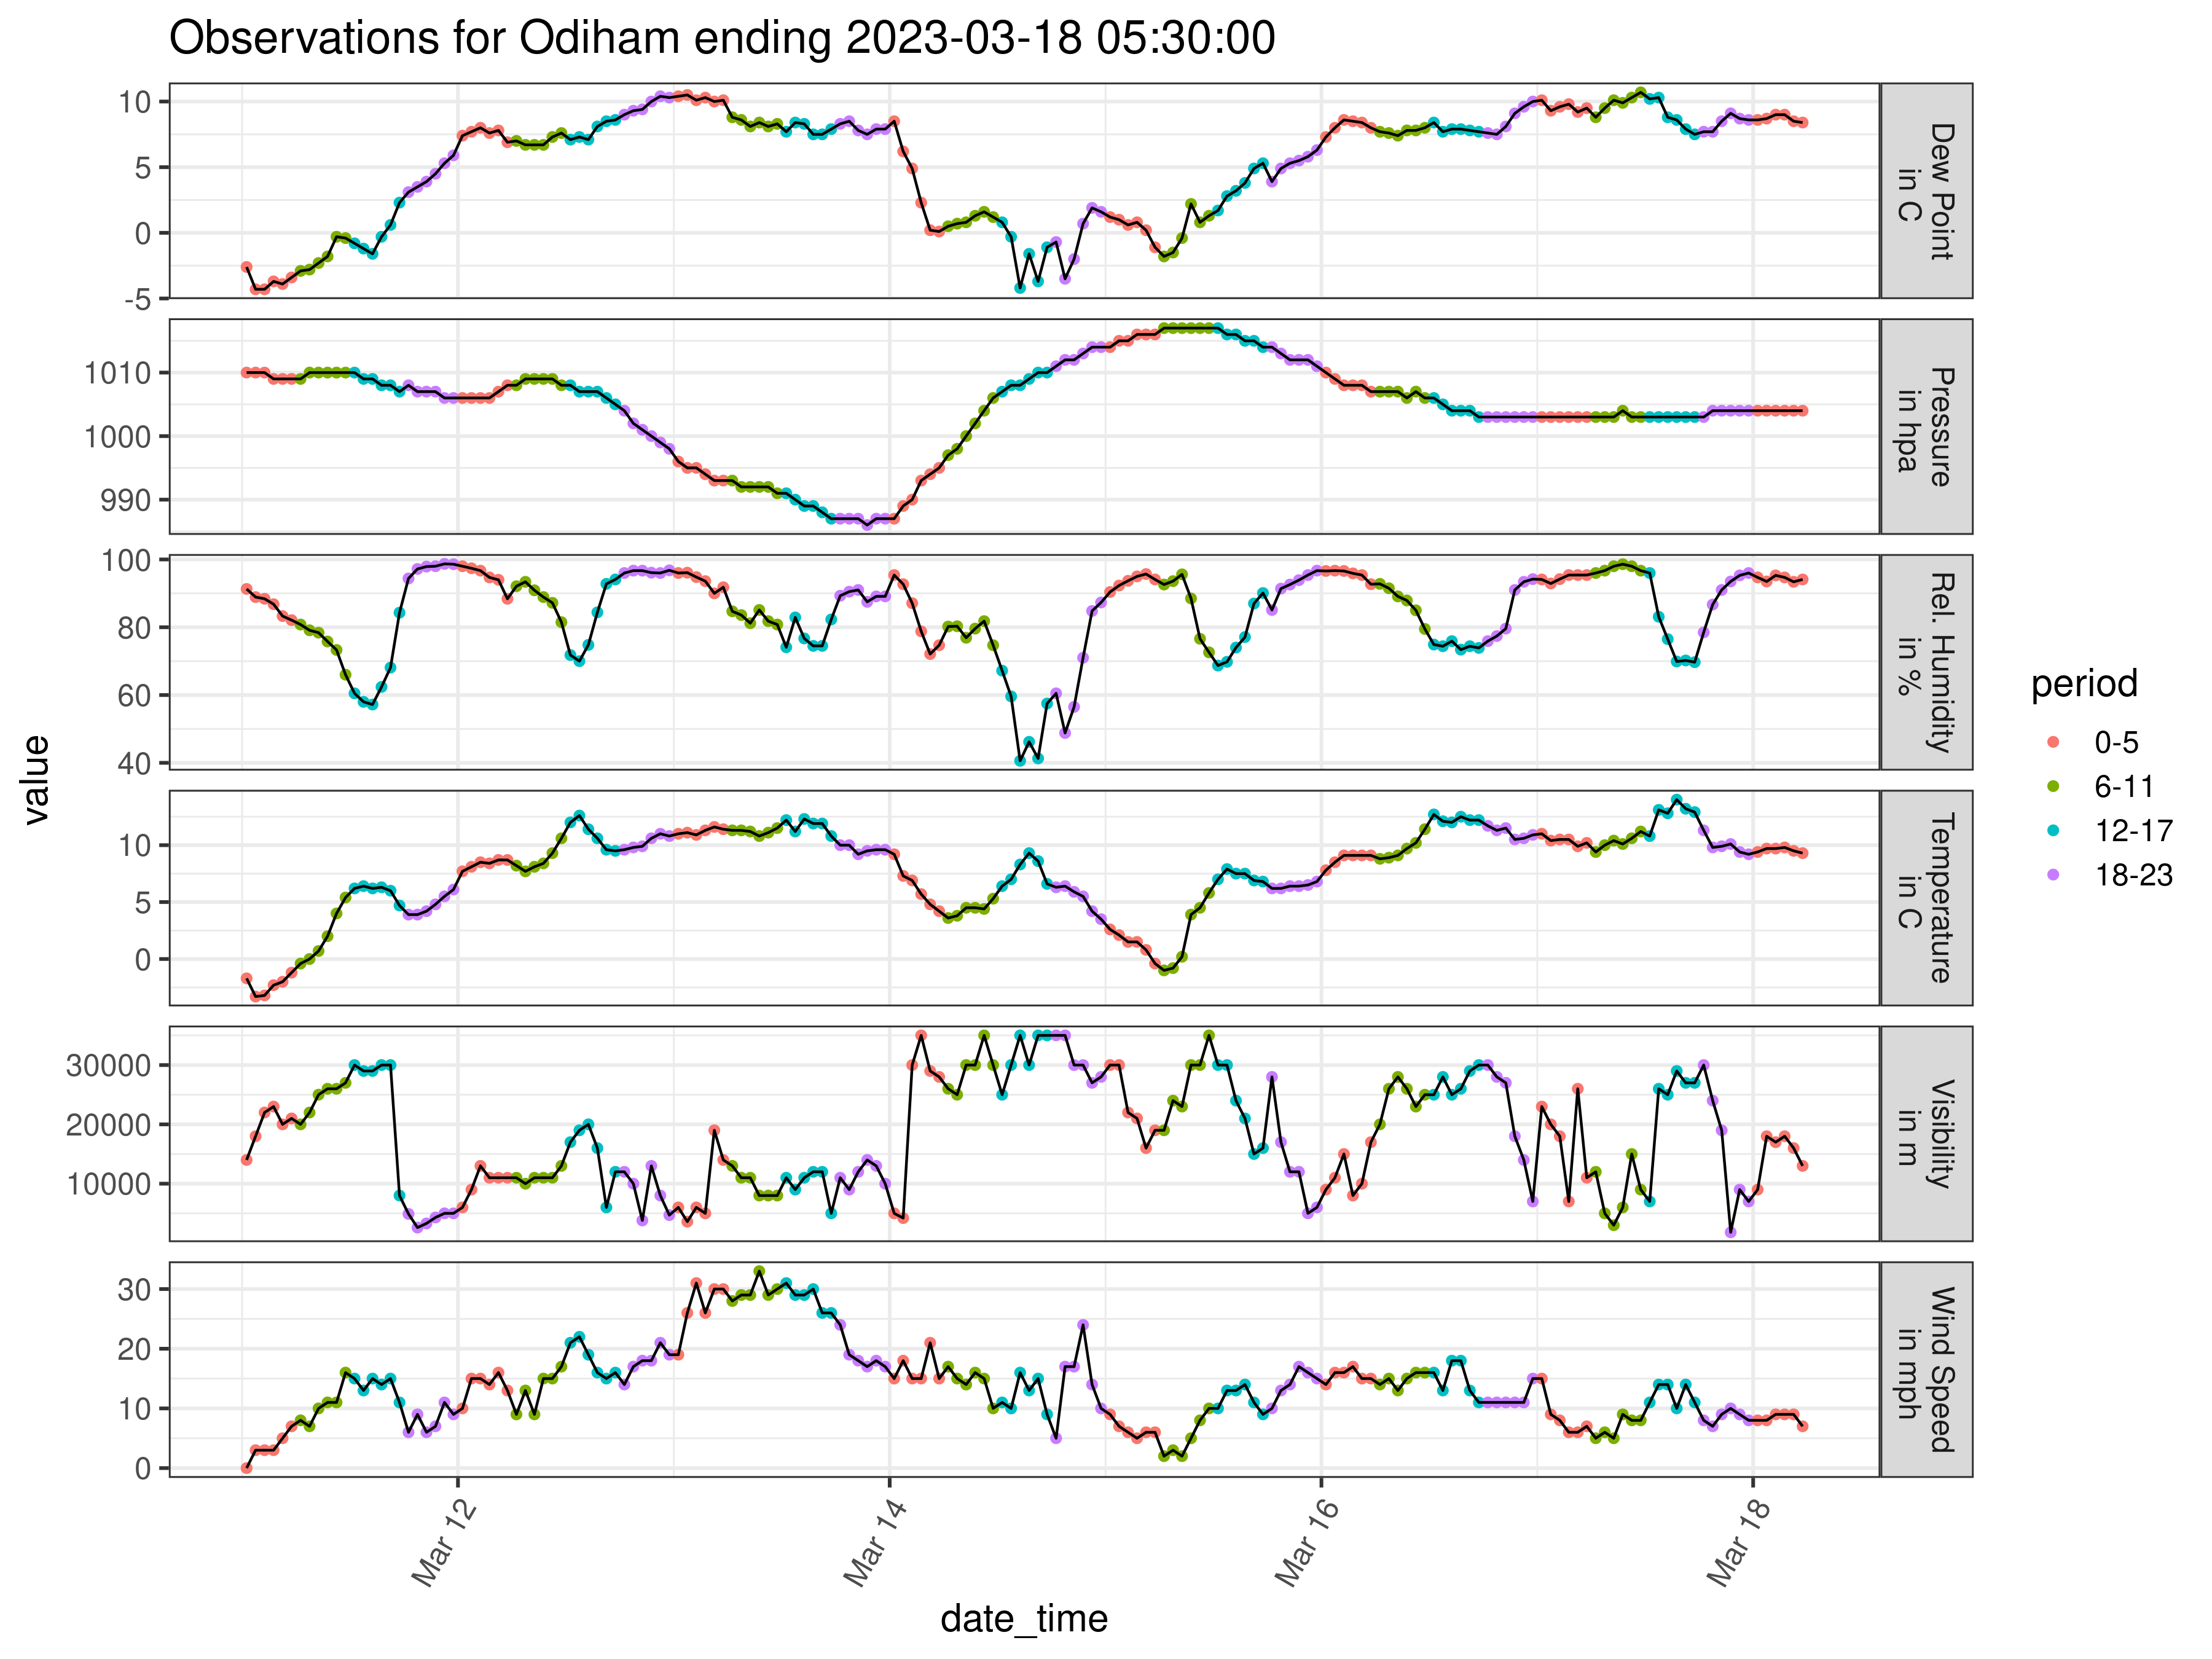 Observations for Odiham ending 2023-03-18 05:30:00
value
10
5
0
-5
Dew Point
in C
1010
1000
990
Pressure
in hpa
100
80
60
40
Rel. Humidity
in %
10
5
0
Temperature
in C
30000
20000
10000
Visibility
in m
30
20
10
0
Wind Speed
in mph
Mar 12
Mar 14
Mar 16
Mar 18
date_time
period
0-5
6-11
12-17
18-23